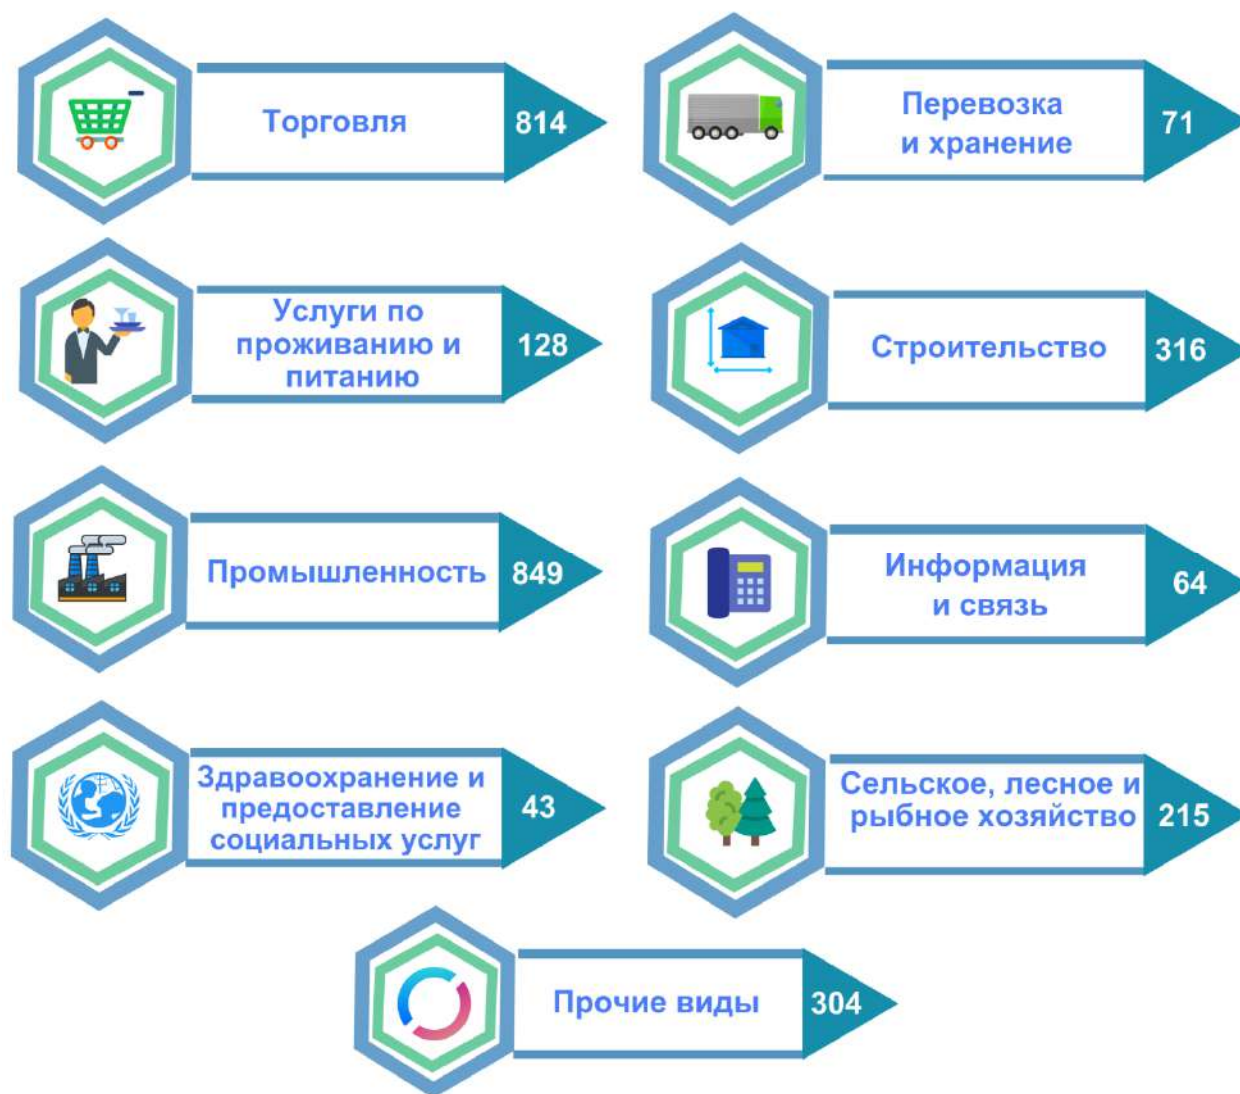 Торговля
814
Перевозка
и хранение
71
Услуги по
проживанию и
питанию
128
Строительство
316
Промышленность
849
Информация
и связь
64
Здравоохранение и
предоставление
социальных услуг
43
Сельское, лесное и
рыбное хозяйство
215
Прочие виды
304